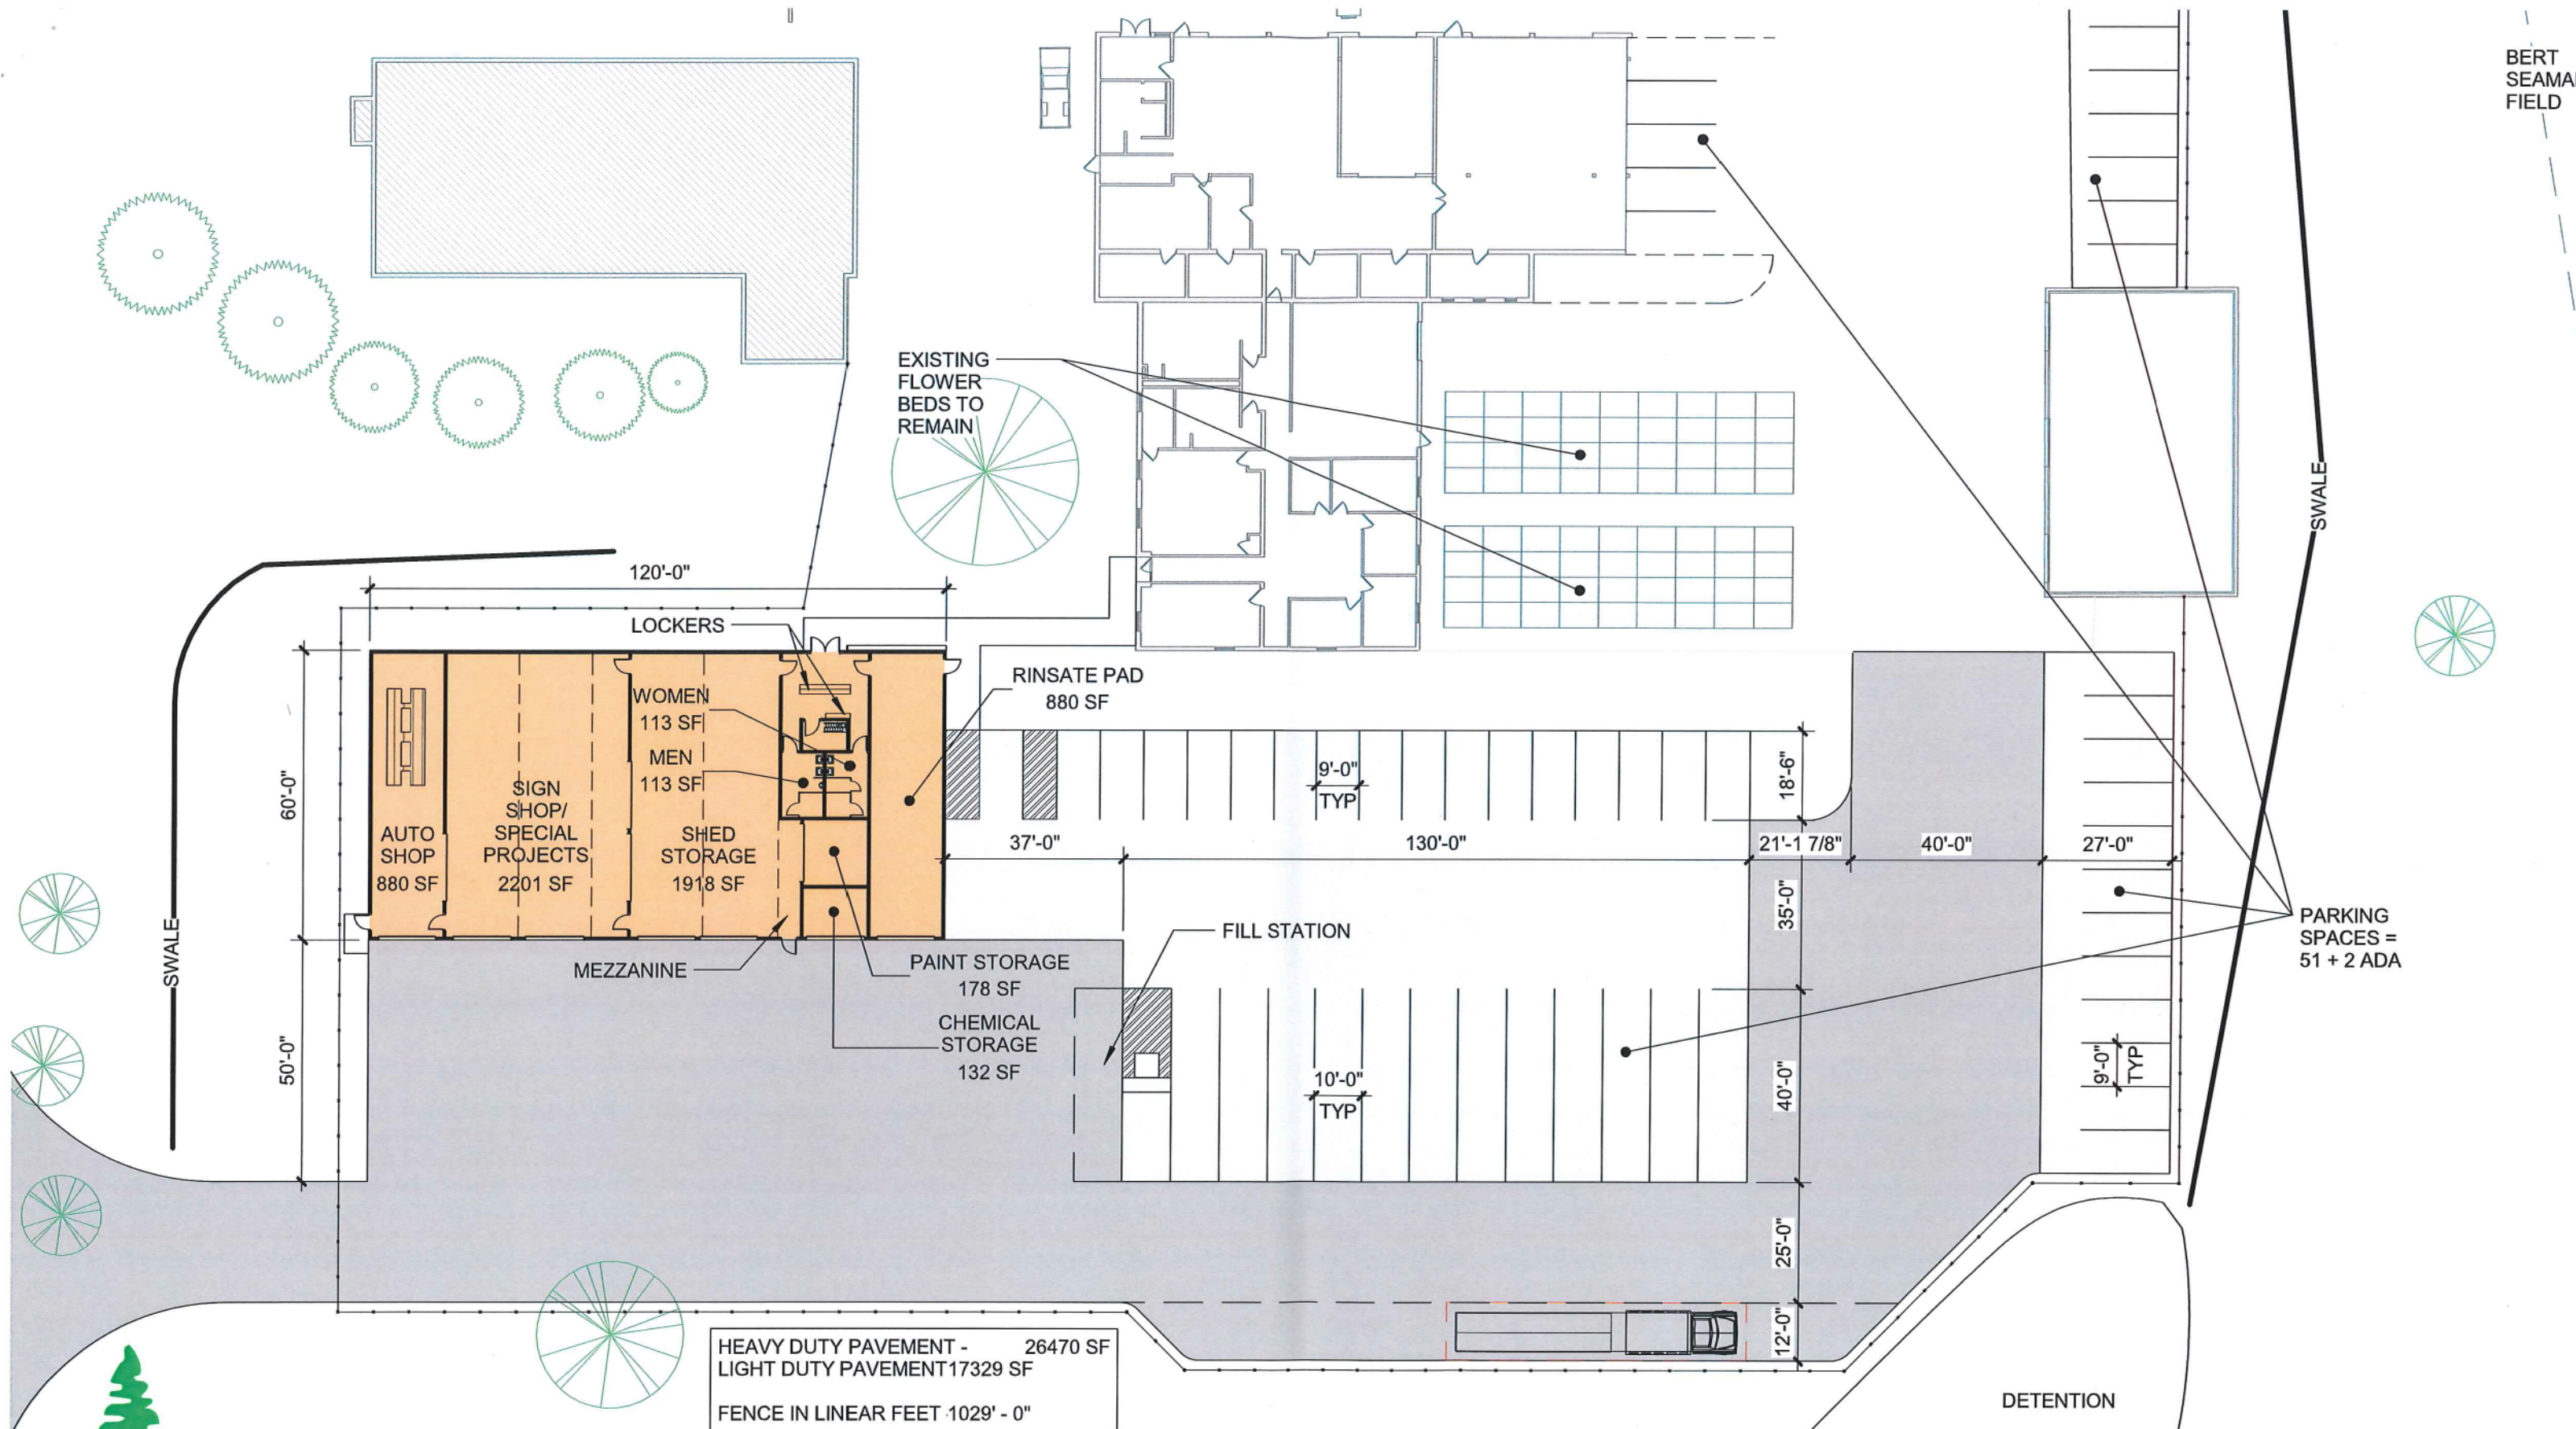 BERT
FIELD
EXISTING
FLOWER
BEDS TO
REMAIN
SWALE
120'-0"
LOCKERS
RINSATE PAD
880 SF
WOMEN
113 SF
MEN
113 SF
60'-0"
AUTO
SHOP
880 SF
SIGN
SHOP/
SPECIAL
PROJECTS
2201 SF
SHED
STORAGE
1918 SF
9'-0"
TYP
18'-6"
37'-0"
130'-0"
21'-1 7/8"
40'-0"
27'-0"
SWALE
50'-0"
MEZZANINE
PAINT STORAGE
178 SF
CHEMICAL
STORAGE
132 SF
FILL STATION
35'-0"
PARKING
SPACES =
51 + 2 ADA
10'-0"
TYP
40'-0"
9'-0"
TYP
25'-0"
12'-0"
HEAVY DUTY PAVEMENT - 26470 SF
LIGHT DUTY PAVEMENT17329 SF
FENCE IN LINEAR FEET 1029' - 0"
DETENTION